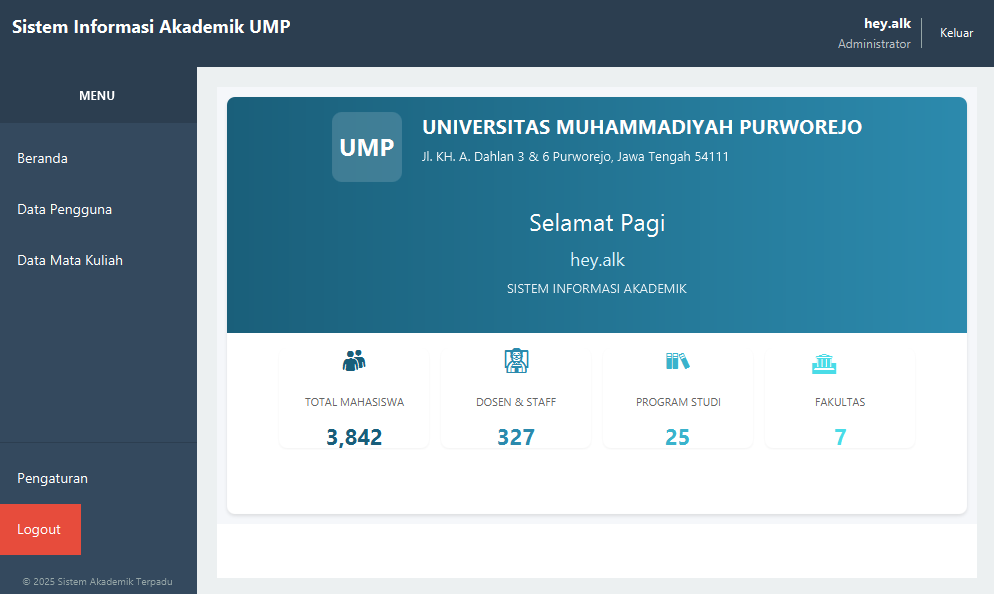 Sistem Informasi Akademik UMP
hey.alk
Administrator
Keluar
MENU
Beranda
Data Pengguna
Data Mata Kuliah
Pengaturan
Logout
© 2025 Sistem Akademik Terpadu
UMP
UNIVERSITAS MUHAMMADIYAH PURWOREJO
Jl. KH. A. Dahlan 3 & 6 Purworejo, Jawa Tengah 54111
Selamat Pagi
hey.alk
SISTEM INFORMASI AKADEMIK
TOTAL MAHASISWA
3,842
DOSEN & STAFF
327
PROGRAM STUDI
25
FAKULTAS
7